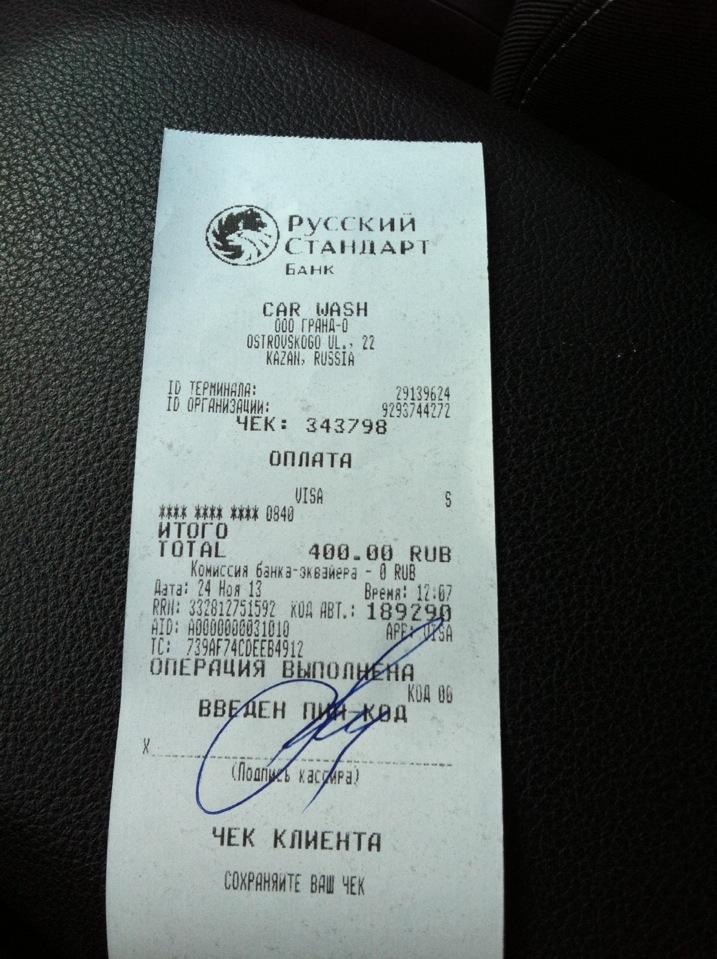 РУССКИЙ
СТАНДАРТ
БАНК
CAR WASH
ООО ГРАНД-О
OSTROVSKOGO UL., 22
KAZAN, RUSSIA
ID ТЕРМИНАЛА: 29139624
ID ОРГАНИЗАЦИИ: 9293744272
ЧЕК: 343798
ОПЛАТА
VISA S
**** **** **** 0840
ИТОГО
TOTAL 400.00 RUB
Комиссия банка-эквайера - 0 RUB
Дата: 24 Ноя 13 Время: 12:07
RRN: 332812751592 КОД АВТ.: 189290
AID: A0000000031010 APP: VISA
TC: 739AF74CDEEB4912
ОПЕРАЦИЯ ВЫПОЛНЕНА
КОД 00
ВВЕДЕН ПИН-КОД
X
(Подпись кассира)
ЧЕК КЛИЕНТА
СОХРАНЯЙТЕ ВАШ ЧЕК